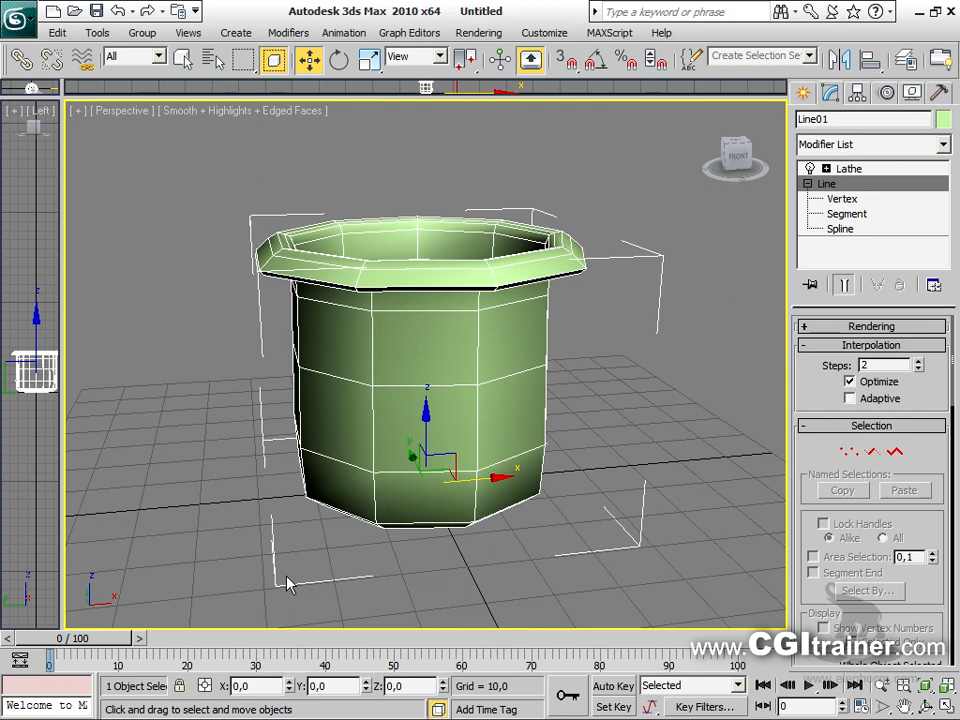 Autodesk 3ds Max 2010 x64 Untitled
Type a keyword or phrase
Edit Tools Group Views Create Modifiers Animation Graph Editors Rendering Customize MAXScript Help
All View Create Selection Se
[ + ] [ Left ]
[ + ] [ Perspective ] [ Smooth + Highlights + Edged Faces ]
FRONT
Line01
Modifier List
Lathe
Line
Vertex
Segment
Spline
+ Rendering
- Interpolation
Steps: 2
Optimize
Adaptive
- Selection
Named Selections:
Copy Paste
Lock Handles
Alike All
Area Selection: 0,1
Segment End
Select By...
Display
Show Vertex Numbers
www.CGItrainer.com
z
z
x
y
z
z
x
< 0 / 100 >
0 10 20 30 40 50 60 70 80 90 100
1 Object Selec X: 0,0 Y: 0,0 Z: 0,0 Grid = 10,0
Auto Key Selected
Welcome to M
Click and drag to select and move objects
Add Time Tag
Set Key Key Filters... 0